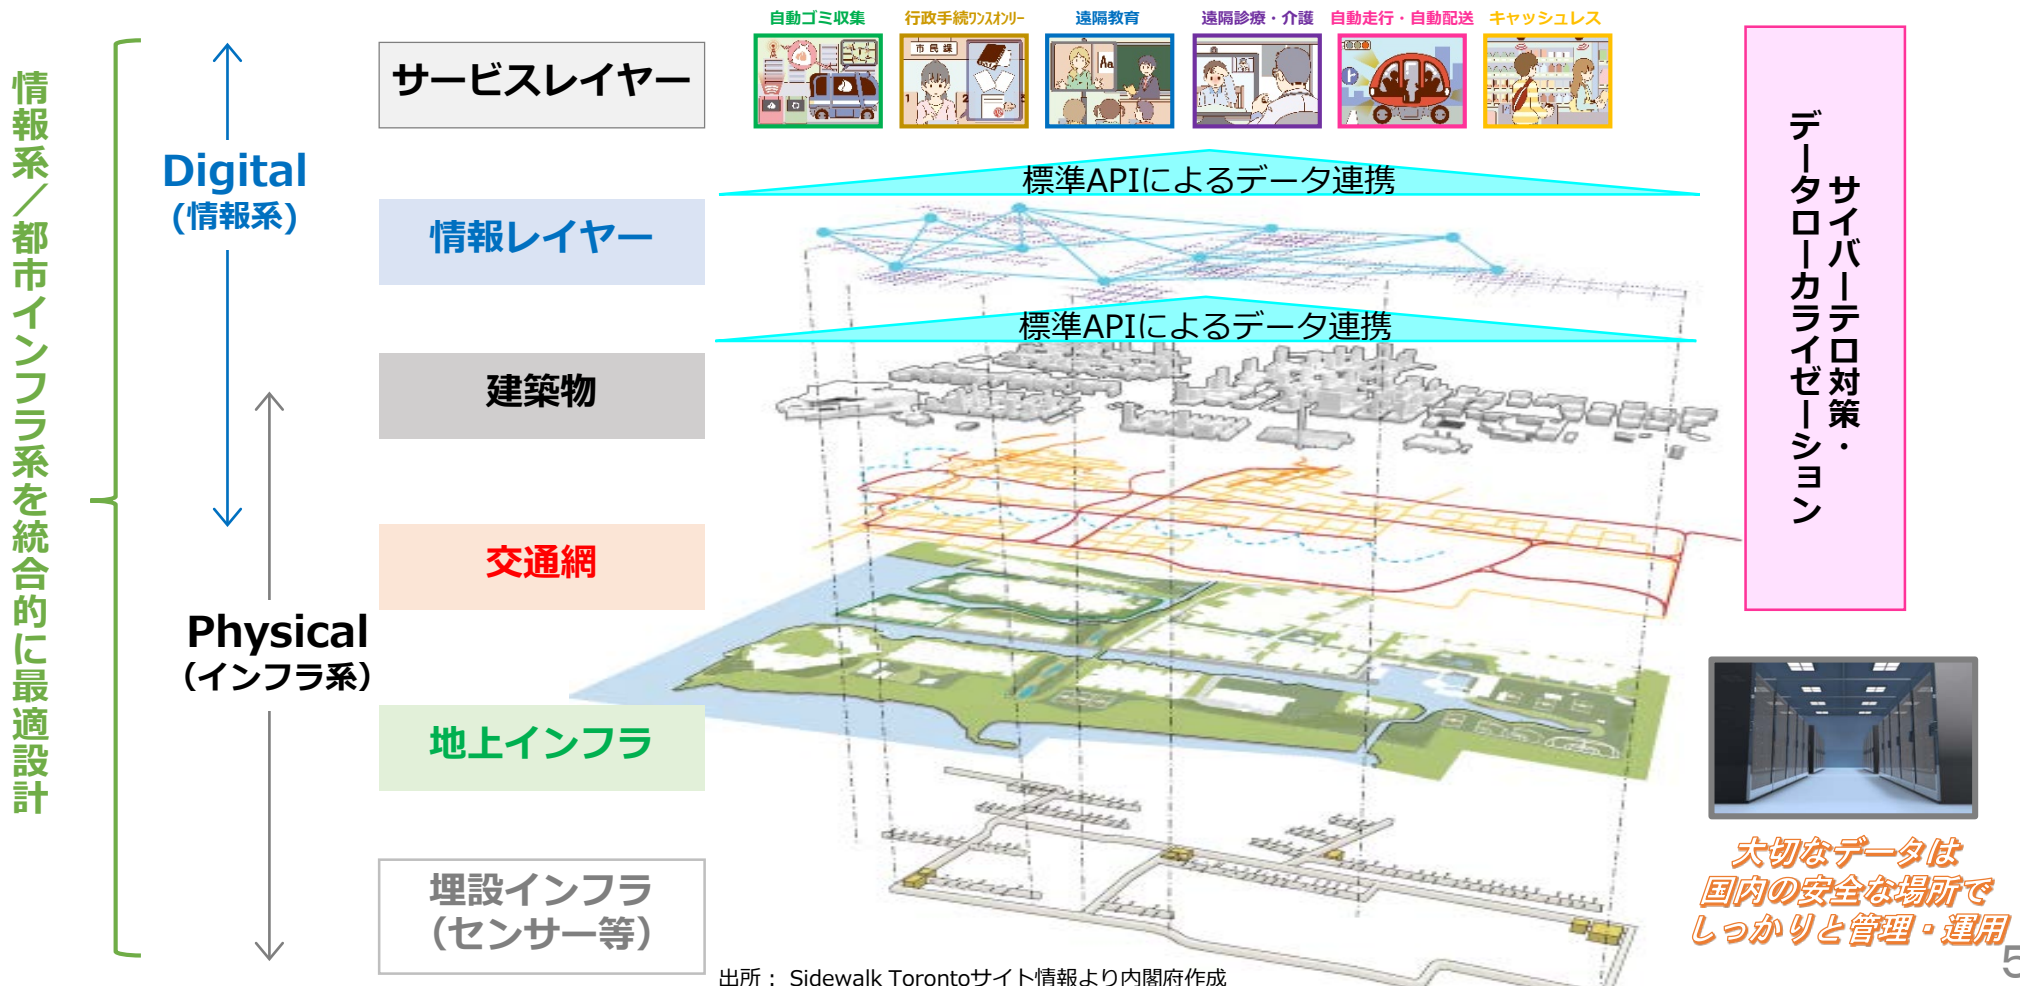 情報系／都市インフラ系を統合的に最適設計
Digital
(情報系)
Physical
（インフラ系）
サービスレイヤー
情報レイヤー
建築物
交通網
地上インフラ
埋設インフラ
（センサー等）
自動ゴミ収集
行政手続ワンスオンリー
遠隔教育
遠隔診療・介護
自動走行・自動配送
キャッシュレス
市民課
1
2
Aa
標準APIによるデータ連携
標準APIによるデータ連携
サイバーテロ対策・
データローカライゼーション
大切なデータは
国内の安全な場所で
しっかりと管理・運用
出所： Sidewalk Torontoサイト情報より内閣府作成
5